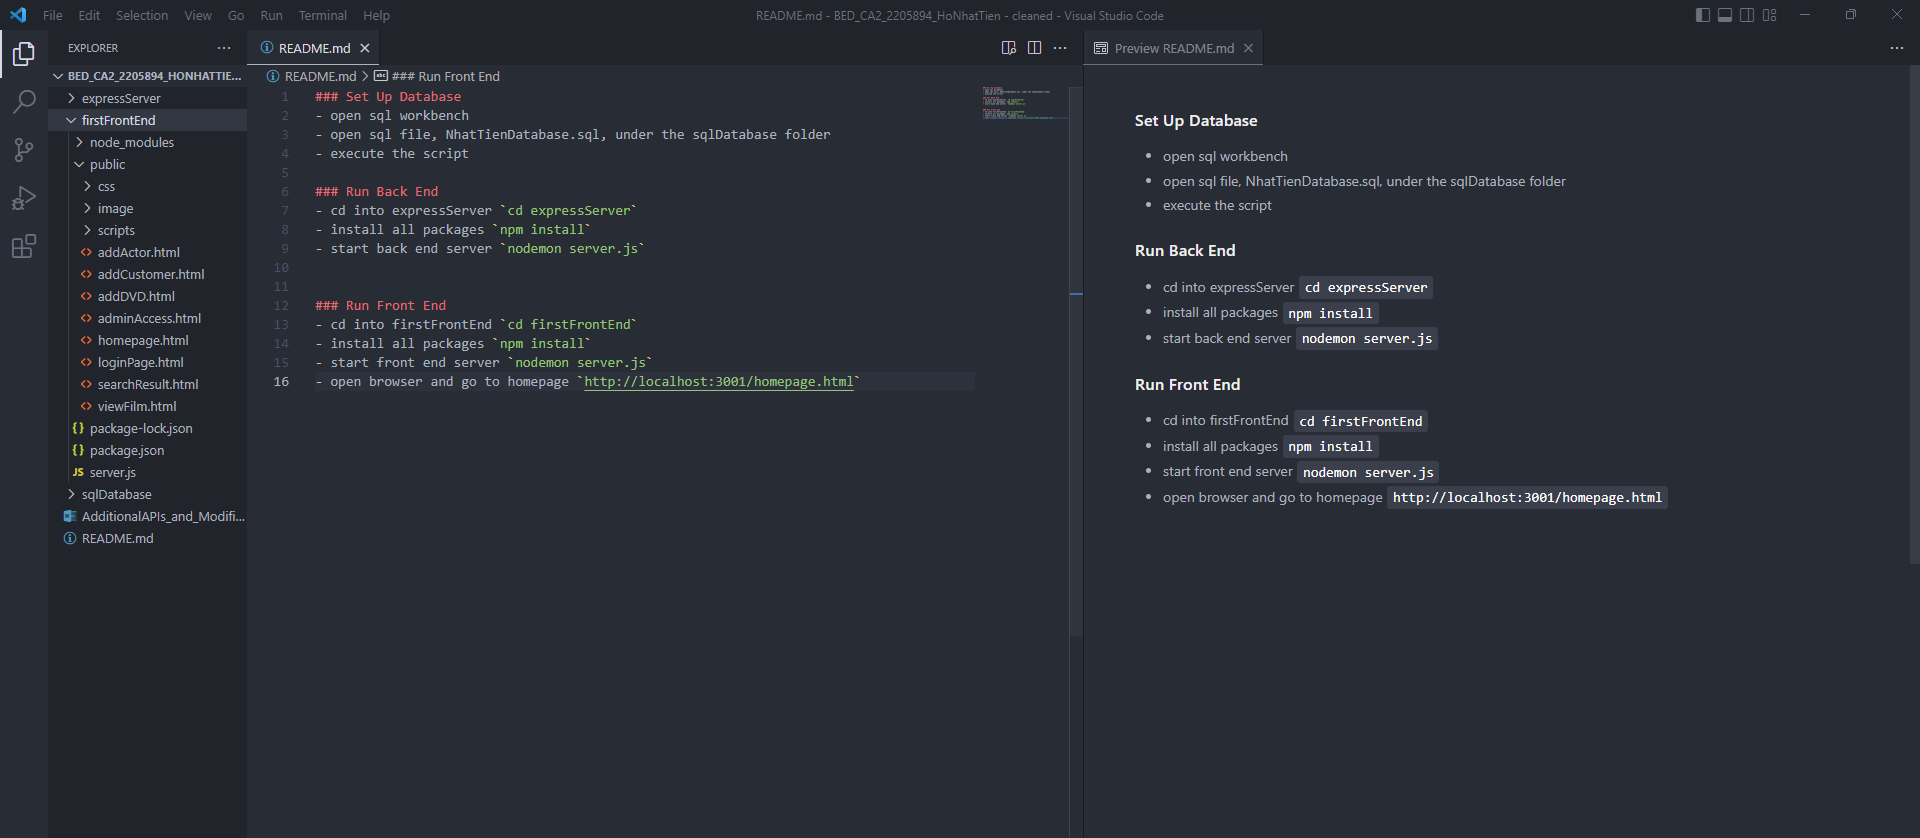 File Edit Selection View Go Run Terminal Help
README.md - BED_CA2_2205894_HoNhatTien - cleaned - Visual Studio Code
EXPLORER
BED_CA2_2205894_HONHATTIE...
expressServer
firstFrontEnd
node_modules
public
css
image
scripts
addActor.html
addCustomer.html
addDVD.html
adminAccess.html
homepage.html
loginPage.html
searchResult.html
viewFilm.html
package-lock.json
package.json
JS server.js
sqlDatabase
AdditionalAPIs_and_Modifi...
README.md
README.md
README.md > ### Run Front End
1 ### Set Up Database
2 - open sql workbench
3 - open sql file, NhatTienDatabase.sql, under the sqlDatabase folder
4 - execute the script
5
6 ### Run Back End
7 - cd into expressServer `cd expressServer`
8 - install all packages `npm install`
9 - start back end server `nodemon server.js`
10
11
12 ### Run Front End
13 - cd into firstFrontEnd `cd firstFrontEnd`
14 - install all packages `npm install`
15 - start front end server `nodemon server.js`
16 - open browser and go to homepage `http://localhost:3001/homepage.html`
Preview README.md
Set Up Database
• open sql workbench
• open sql file, NhatTienDatabase.sql, under the sqlDatabase folder
• execute the script
Run Back End
• cd into expressServer cd expressServer
• install all packages npm install
• start back end server nodemon server.js
Run Front End
• cd into firstFrontEnd cd firstFrontEnd
• install all packages npm install
• start front end server nodemon server.js
• open browser and go to homepage http://localhost:3001/homepage.html